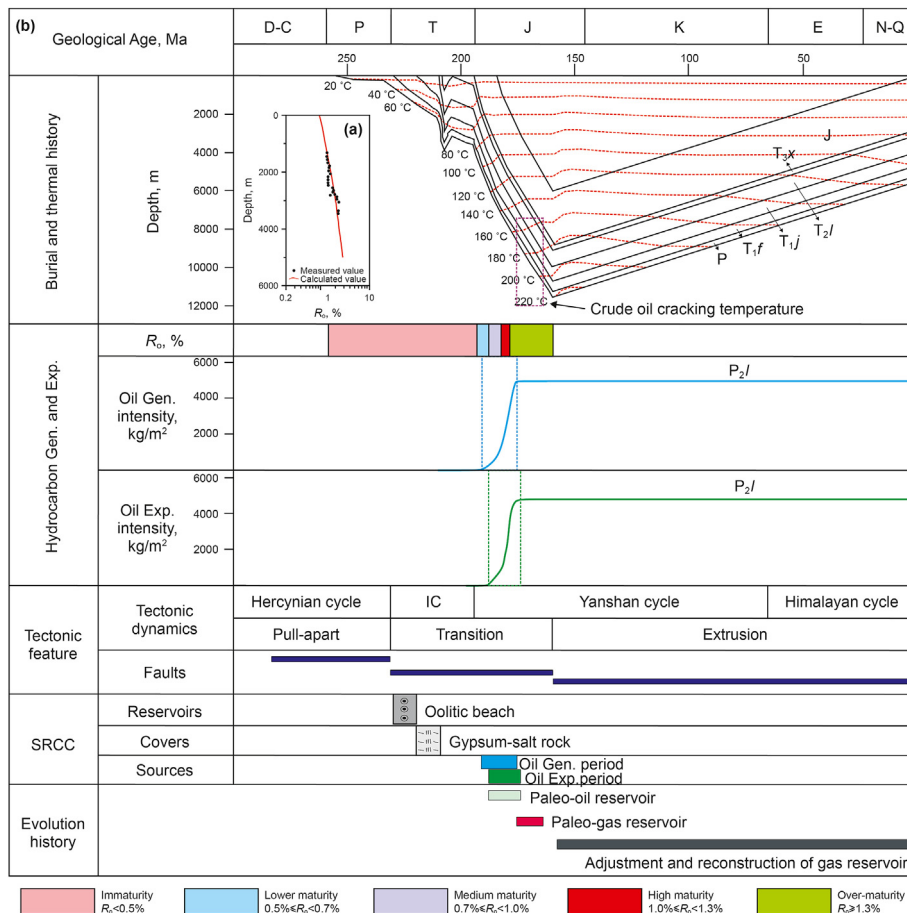 (b)
Geological Age, Ma
D-C
P
T
J
K
E
N-Q
250
200
150
100
50
Burial and thermal history
Depth, m
2000
4000
6000
8000
10000
12000
20 °C
40 °C
60 °C
80 °C
100 °C
120 °C
140 °C
160 °C
180 °C
200 °C
220 °C
(a)
Depth, m
0
2000
4000
6000
0.2
1
10
Rₒ, %
Measured value
Calculated value
J
T₃x
T₂l
T₁j
T₁f
P
Crude oil cracking temperature
Hydrocarbon Gen. and Exp.
Rₒ, %
Oil Gen.
intensity,
kg/m²
6000
4000
2000
P₂l
Oil Exp.
intensity,
kg/m²
6000
4000
2000
P₂l
Tectonic
feature
Tectonic
dynamics
Hercynian cycle
IC
Yanshan cycle
Himalayan cycle
Pull-apart
Transition
Extrusion
Faults
SRCC
Reservoirs
Oolitic beach
Covers
Gypsum-salt rock
Sources
Oil Gen. period
Oil Exp.period
Evolution
history
Paleo-oil reservoir
Paleo-gas reservoir
Adjustment and reconstruction of gas reservoir
Immaturity
Rₒ<0.5%
Lower maturity
0.5%≤Rₒ<0.7%
Medium maturity
0.7%≤Rₒ<1.0%
High maturity
1.0%≤Rₒ<1.3%
Over-maturity
Rₒ≥1.3%